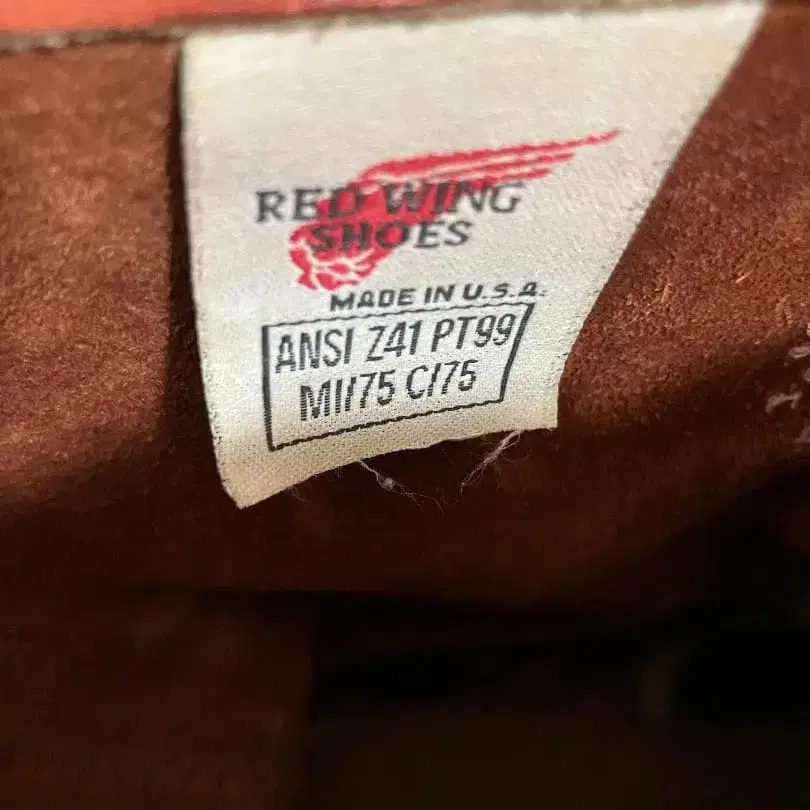 RED WING
SHOES
MADE IN U.S.A.
ANSI Z41 PT99
MI/75 C/75